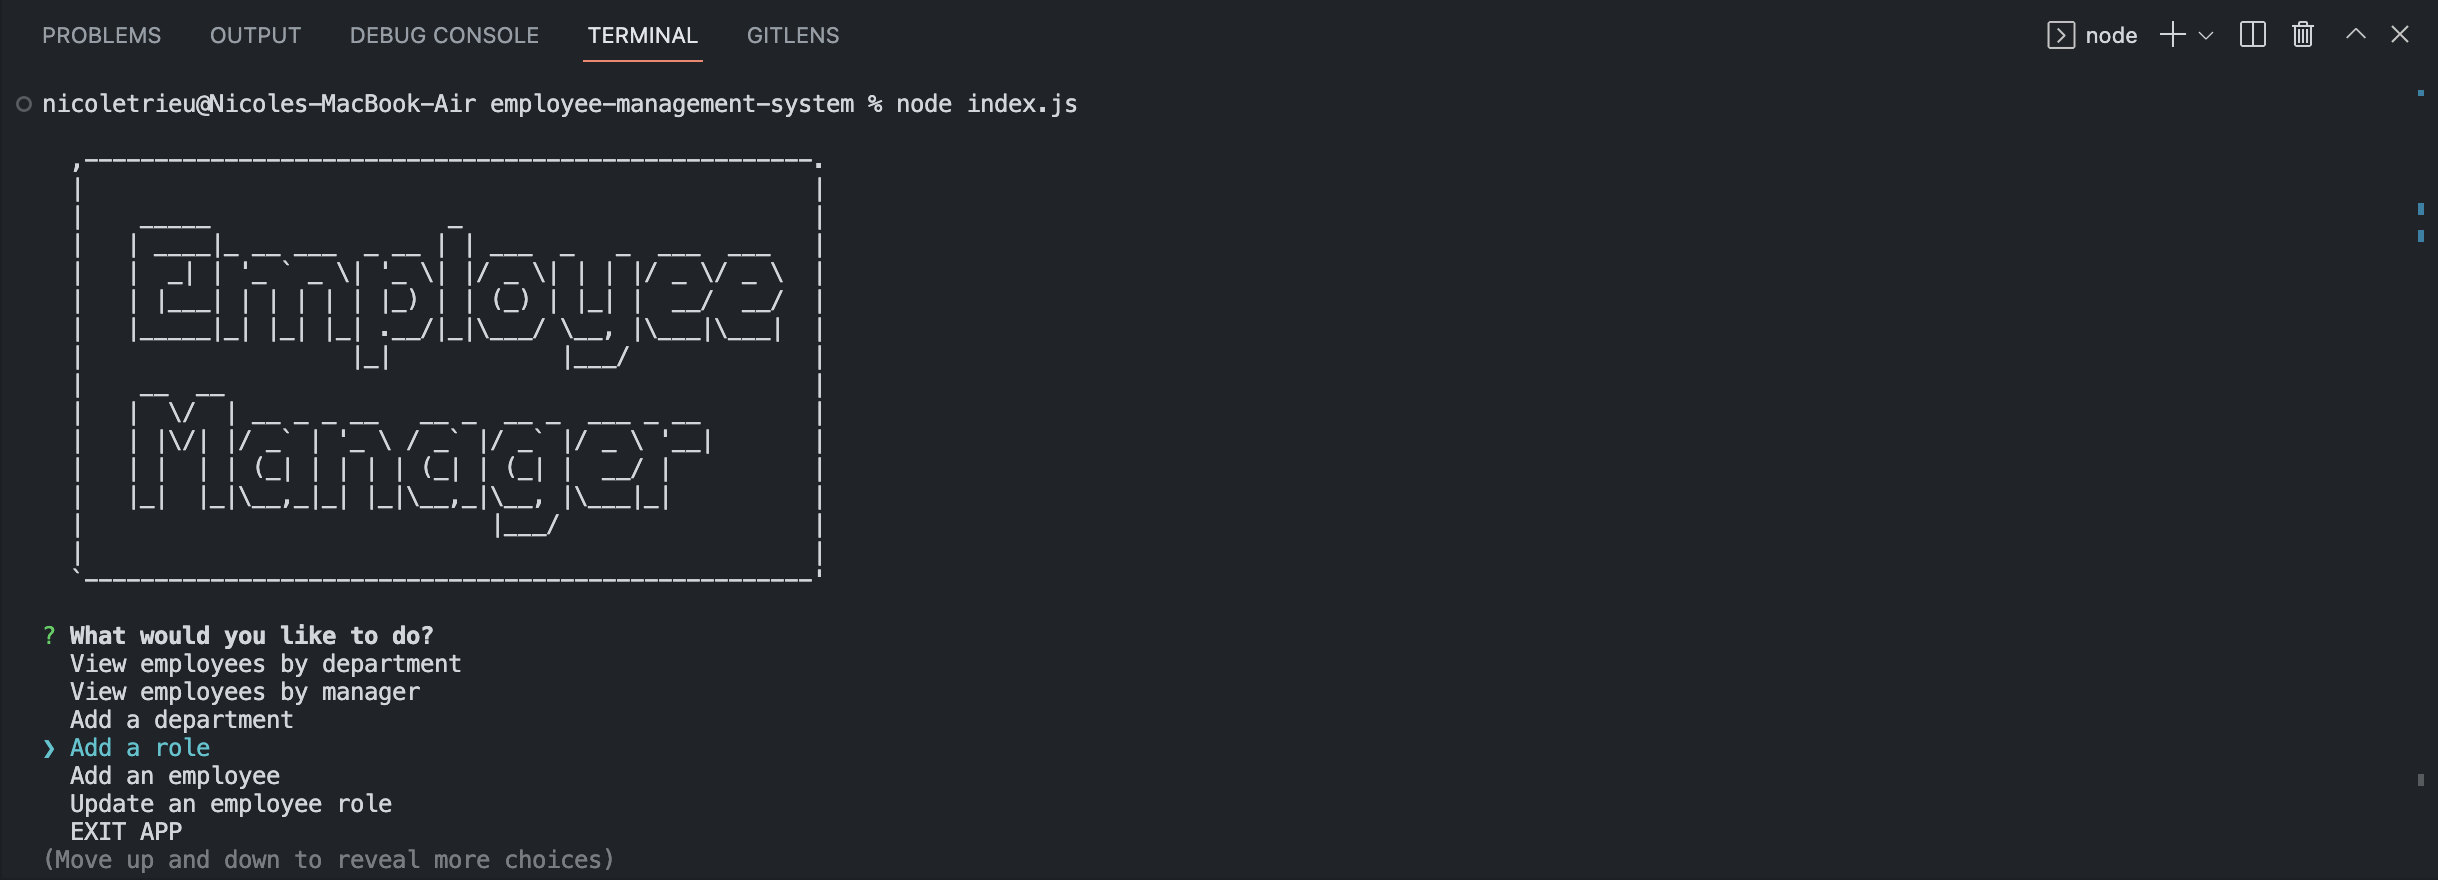 PROBLEMS OUTPUT DEBUG CONSOLE TERMINAL GITLENS node
nicoletrieu@Nicoles-MacBook-Air employee-management-system % node index.js
Employee
Manager
? What would you like to do?
View employees by department
View employees by manager
Add a department
❯ Add a role
Add an employee
Update an employee role
EXIT APP
(Move up and down to reveal more choices)